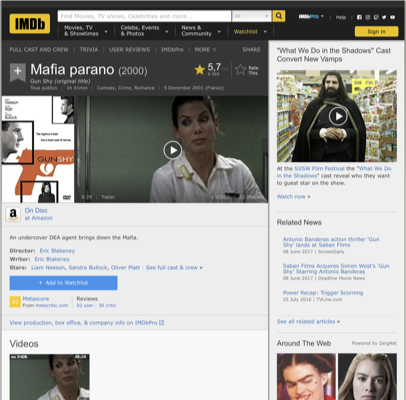 IMDb
Find Movies, TV shows, Celebrities and more...
All
IMDbPro
Help
Movies, TV & Showtimes
Celebs, Events & Photos
News & Community
Watchlist
Sign in
FULL CAST AND CREW | TRIVIA | USER REVIEWS | IMDbPro | MORE
SHARE
Mafia parano (2000)
Gun Shy (original title)
Tous publics | 1h 41min | Comedy, Crime, Romance | 5 December 2001 (France)
5,7
Rate This
GUNSHY
Trailer
On Disc
at Amazon
An undercover DEA agent brings down the Mafia.
Director: Eric Blakeney
Writer: Eric Blakeney
Stars: Liam Neeson, Sandra Bullock, Oliver Platt | See full cast & crew »
+ Add to Watchlist
Metascore
From metacritic.com
Reviews
92 user | 38 critic
View production, box office, & company info on IMDbPro
Videos
"What We Do in the Shadows" Cast Convert New Vamps
At the SXSW Film Festival the "What We Do in the Shadows" cast reveal who they want to guest star on the show.
Watch now »
Related News
Antonio Banderas action thriller 'Gun Shy' lands at Saban Films
08 June 2017 | ScreenDaily
Saban Films Acquires Simon West's 'Gun Shy' Starring Antonio Banderas
08 June 2017 | Deadline Movie News
Power Recap: Trigger Scorning
25 July 2016 | TVLine.com
See all related articles »
Around The Web
Powered by ZergNet